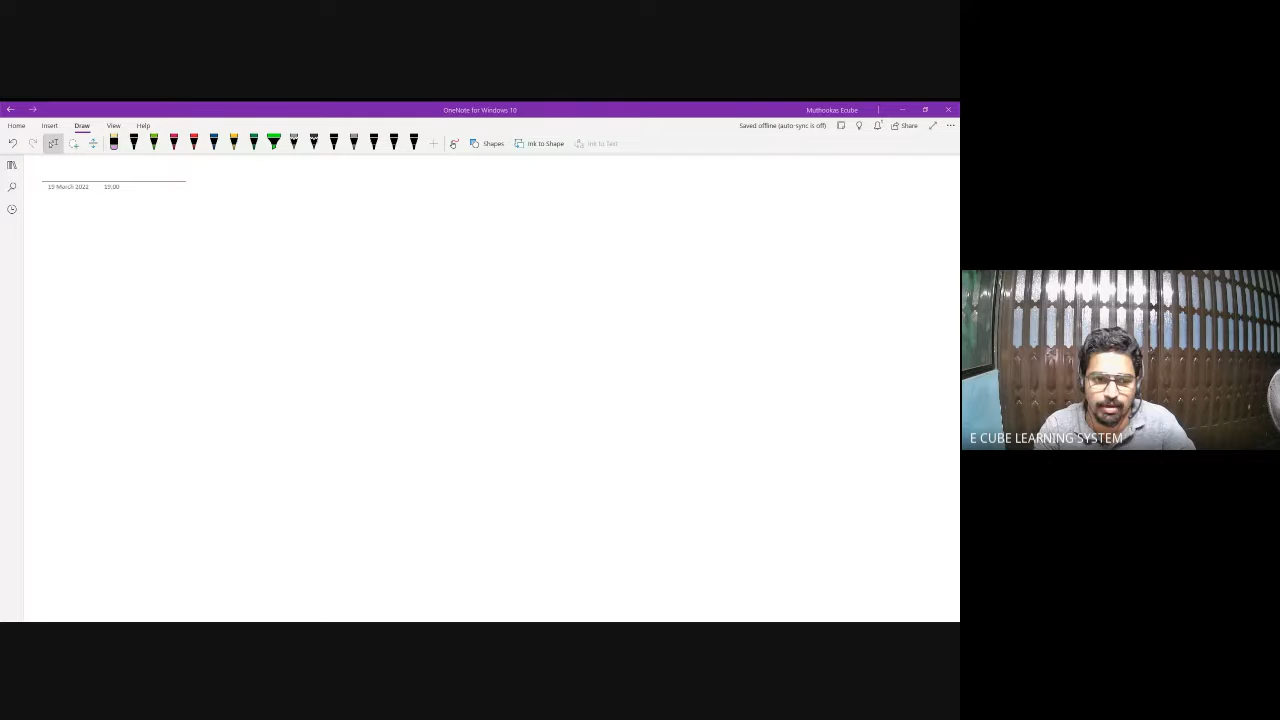 OneNote for Windows 10
Muthookas Ecube
Home Insert Draw View Help
Saved offline (auto-sync is off)
Share
Shapes
Ink to Shape
Ink to Text
19 March 2022 19:00
E CUBE LEARNING SYSTEM